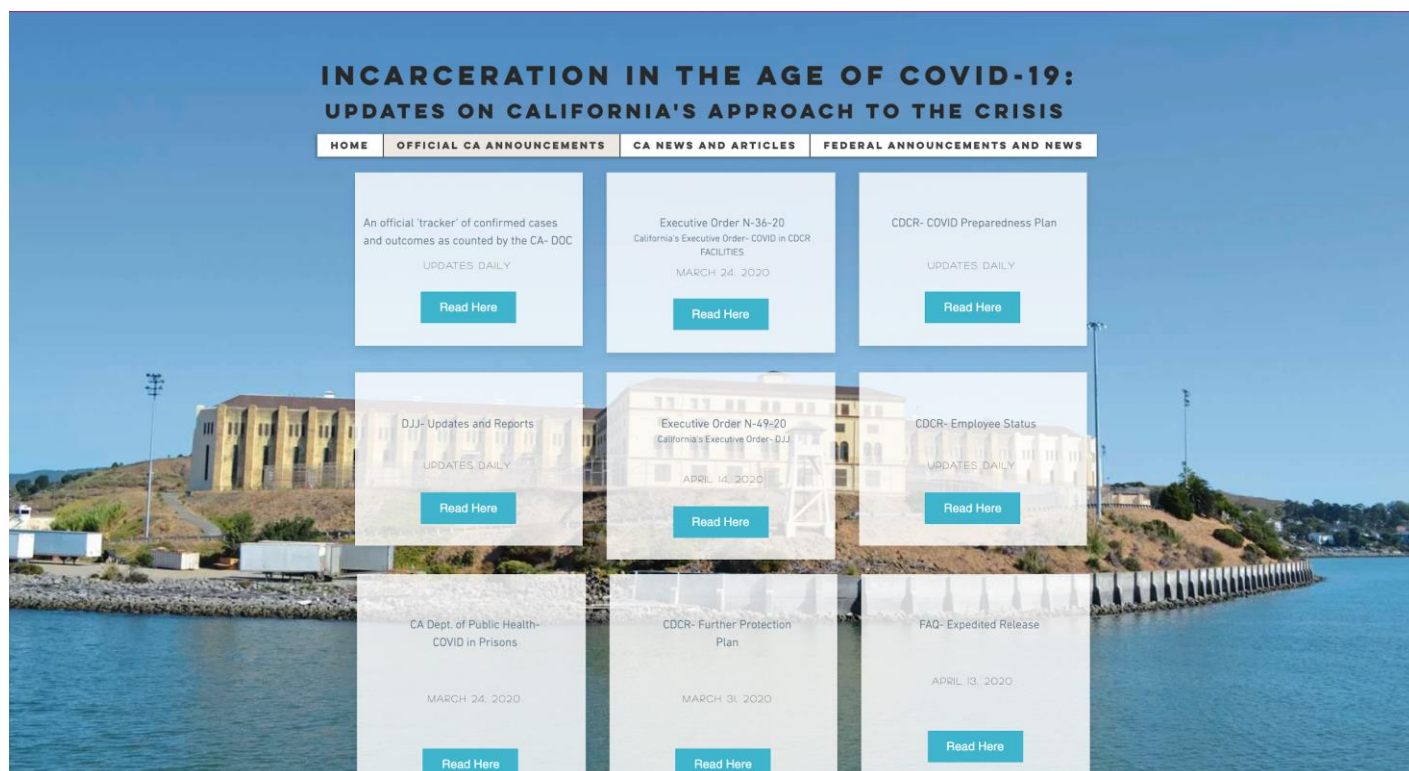 INCARCERATION IN THE AGE OF COVID-19:
UPDATES ON CALIFORNIA'S APPROACH TO THE CRISIS
HOME
OFFICIAL CA ANNOUNCEMENTS
CA NEWS AND ARTICLES
FEDERAL ANNOUNCEMENTS AND NEWS
An official 'tracker' of confirmed cases
and outcomes as counted by the CA- DOC
UPDATES DAILY
Read Here
Executive Order N-36-20
California's Executive Order- COVID in CDCR
FACILITIES
MARCH 24, 2020
Read Here
CDCR- COVID Preparedness Plan
UPDATES DAILY
Read Here
DJJ- Updates and Reports
UPDATES DAILY
Read Here
Executive Order N-49-20
California's Executive Order- DJJ
APRIL 14, 2020
Read Here
CDCR- Employee Status
UPDATES DAILY
Read Here
CA Dept. of Public Health-
COVID in Prisons
MARCH 24, 2020
Read Here
CDCR- Further Protection
Plan
MARCH 31, 2020
Read Here
FAQ- Expedited Release
APRIL 13, 2020
Read Here